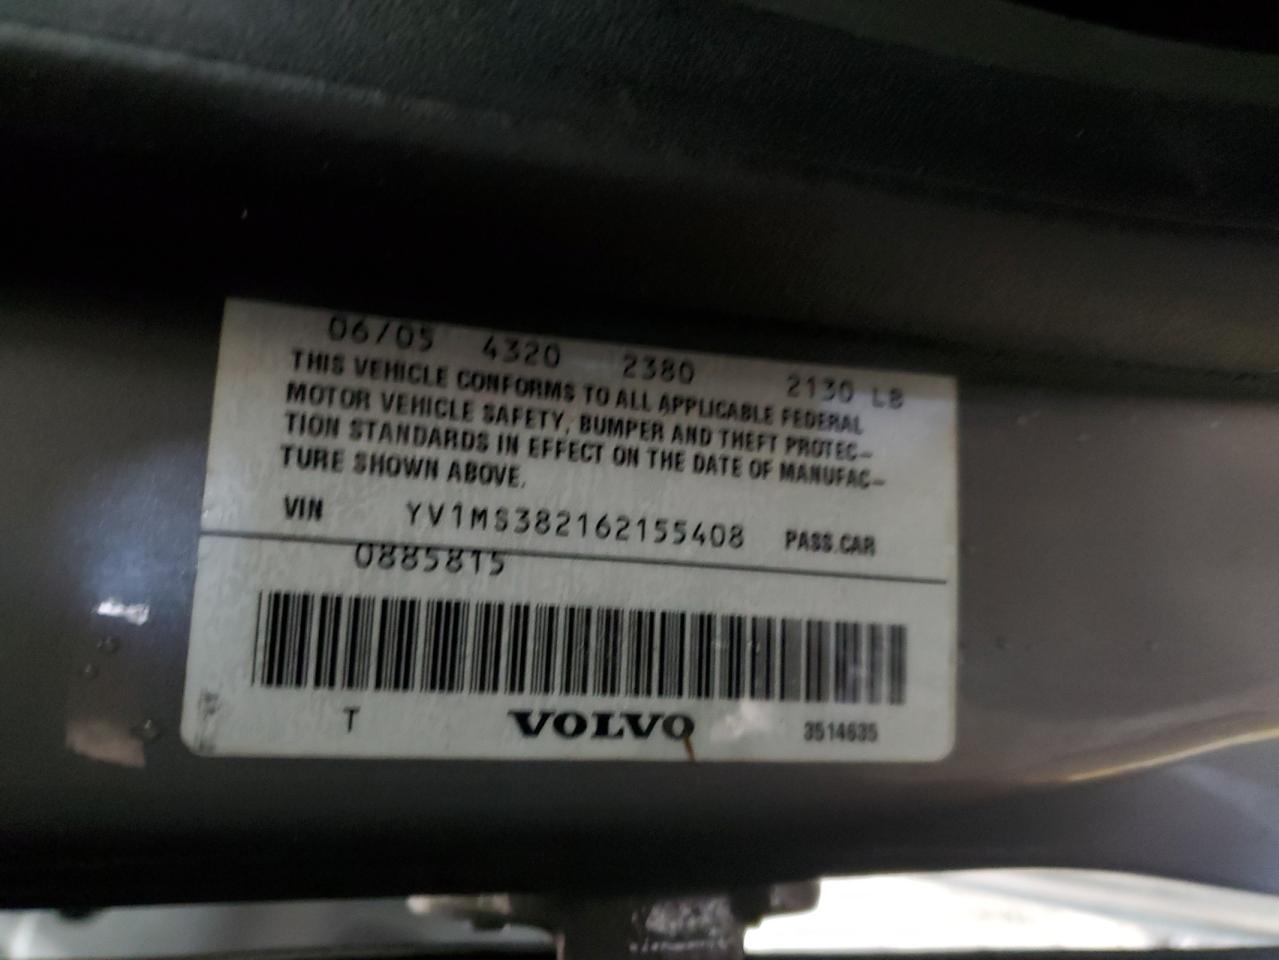 06/05 4320 2380 2130 LB
THIS VEHICLE CONFORMS TO ALL APPLICABLE FEDERAL
MOTOR VEHICLE SAFETY, BUMPER AND THEFT PROTEC-
TION STANDARDS IN EFFECT ON THE DATE OF MANUFAC-
TURE SHOWN ABOVE.
VIN YV1MS382162155408 PASS.CAR
0885815
T VOLVO 3514635